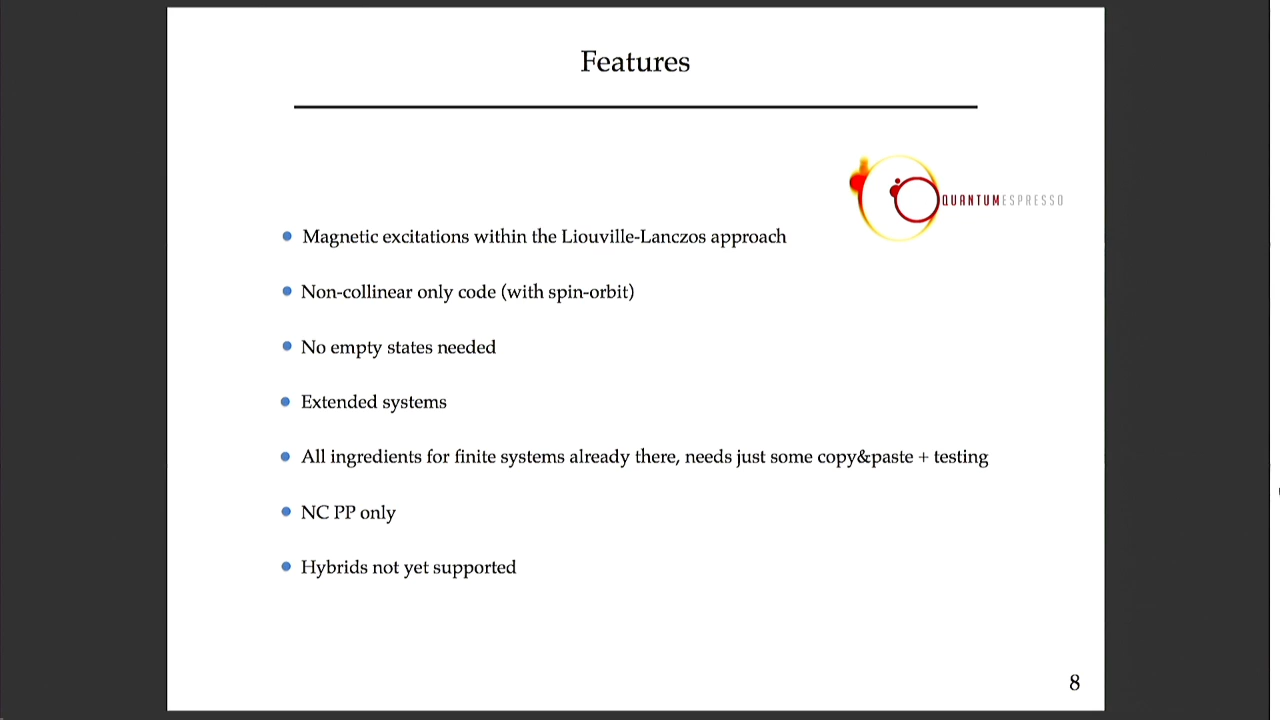 Features
QUANTUMESPRESSO
Magnetic excitations within the Liouville-Lanczos approach
Non-collinear only code (with spin-orbit)
No empty states needed
Extended systems
All ingredients for finite systems already there, needs just some copy&paste + testing
NC PP only
Hybrids not yet supported
8